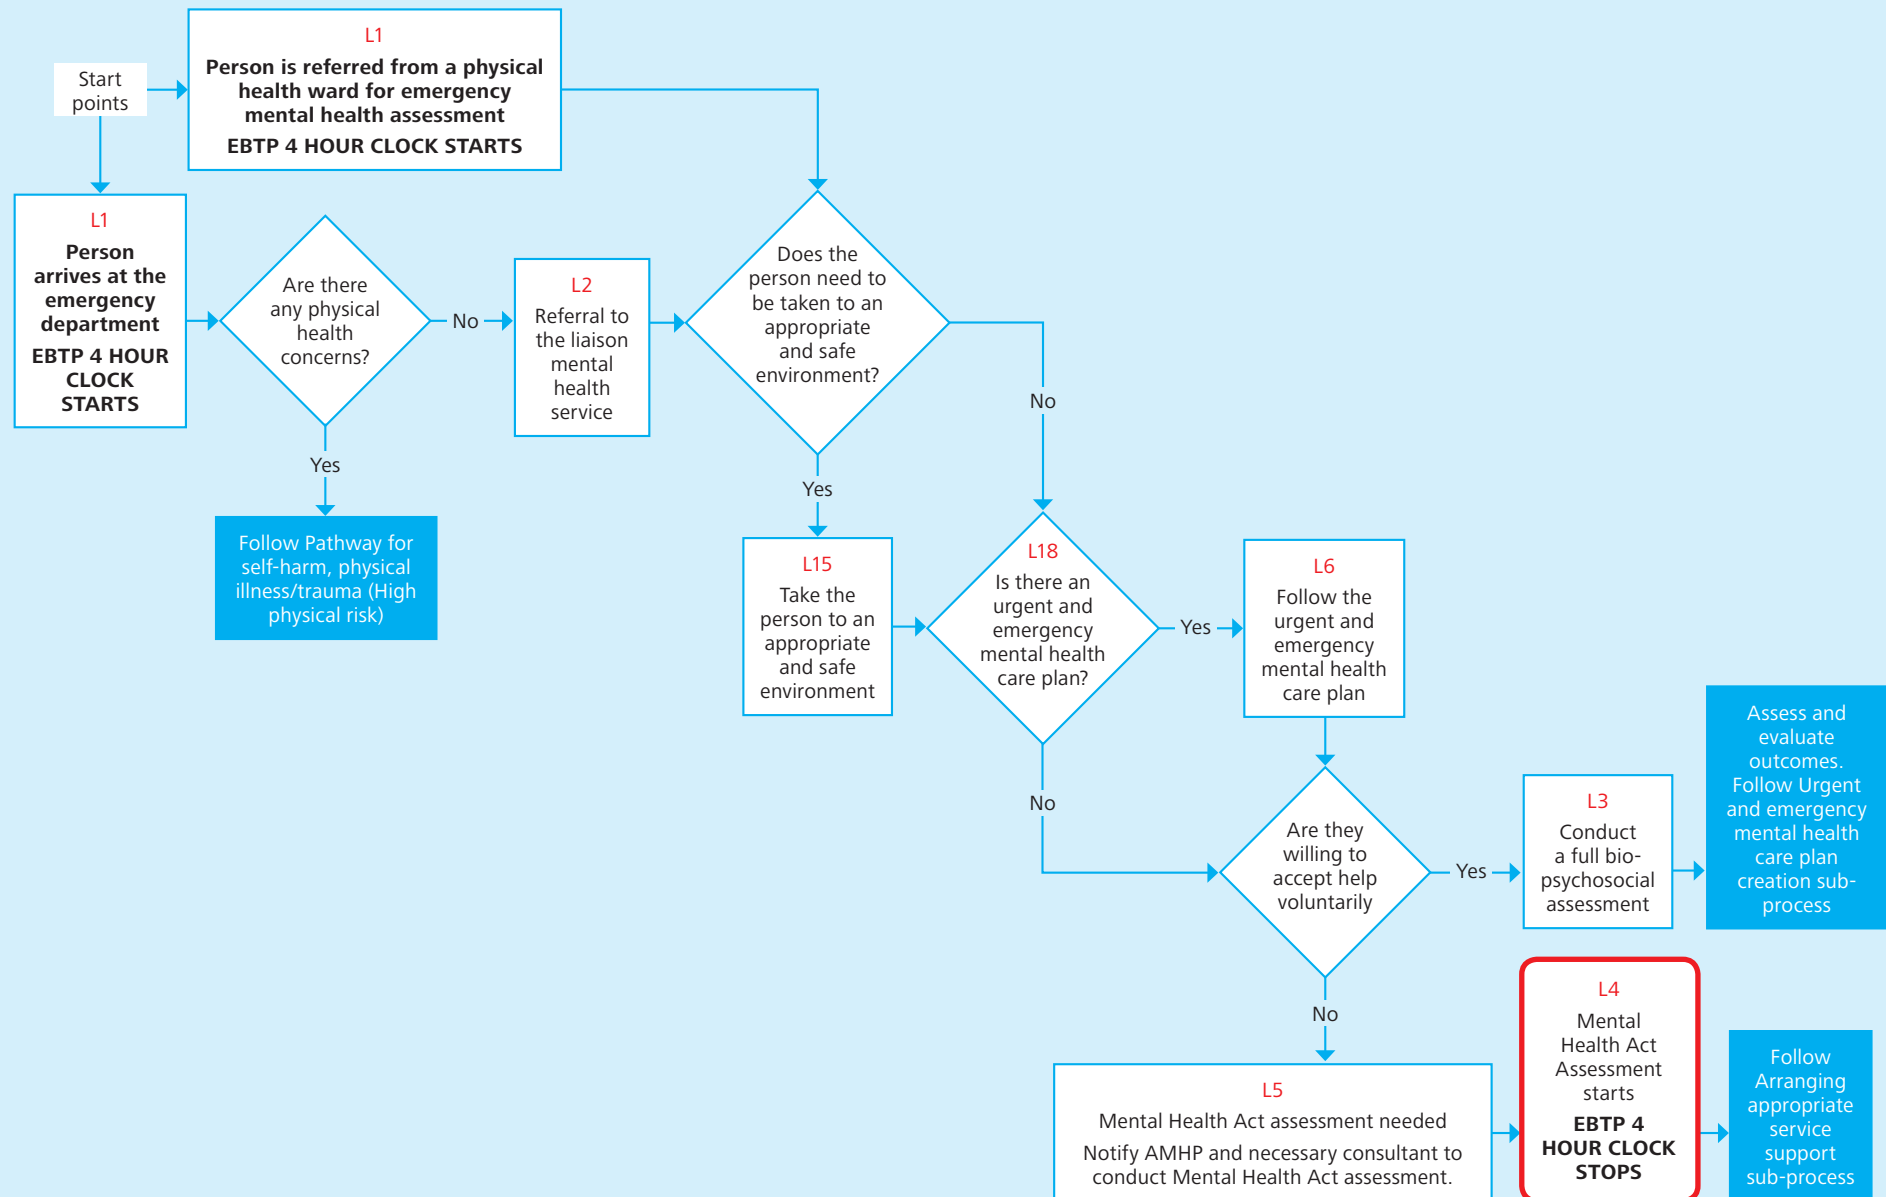 Start
points
L1
Person is referred from a physical
health ward for emergency
mental health assessment
EBTP 4 HOUR CLOCK STARTS
L1
Person
arrives at the
emergency
department
EBTP 4 HOUR
CLOCK
STARTS
Are there
any physical
health
concerns?
No
Yes
Follow Pathway for
self-harm, physical
illness/trauma (High
physical risk)
L2
Referral to
the liaison
mental
health
service
Does the
person need to
be taken to an
appropriate
and safe
environment?
No
Yes
L15
Take the
person to an
appropriate
and safe
environment
L18
Is there an
urgent and
emergency
mental health
care plan?
Yes
No
L6
Follow the
urgent and
emergency
mental health
care plan
Are they
willing to
accept help
voluntarily
Yes
No
L3
Conduct
a full bio-
psychosocial
assessment
Assess and
evaluate
outcomes.
Follow Urgent
and emergency
mental health
care plan
creation sub-
process
L5
Mental Health Act assessment needed
Notify AMHP and necessary consultant to
conduct Mental Health Act assessment.
L4
Mental
Health Act
Assessment
starts
EBTP 4
HOUR CLOCK
STOPS
Follow
Arranging
appropriate
service
support
sub-process